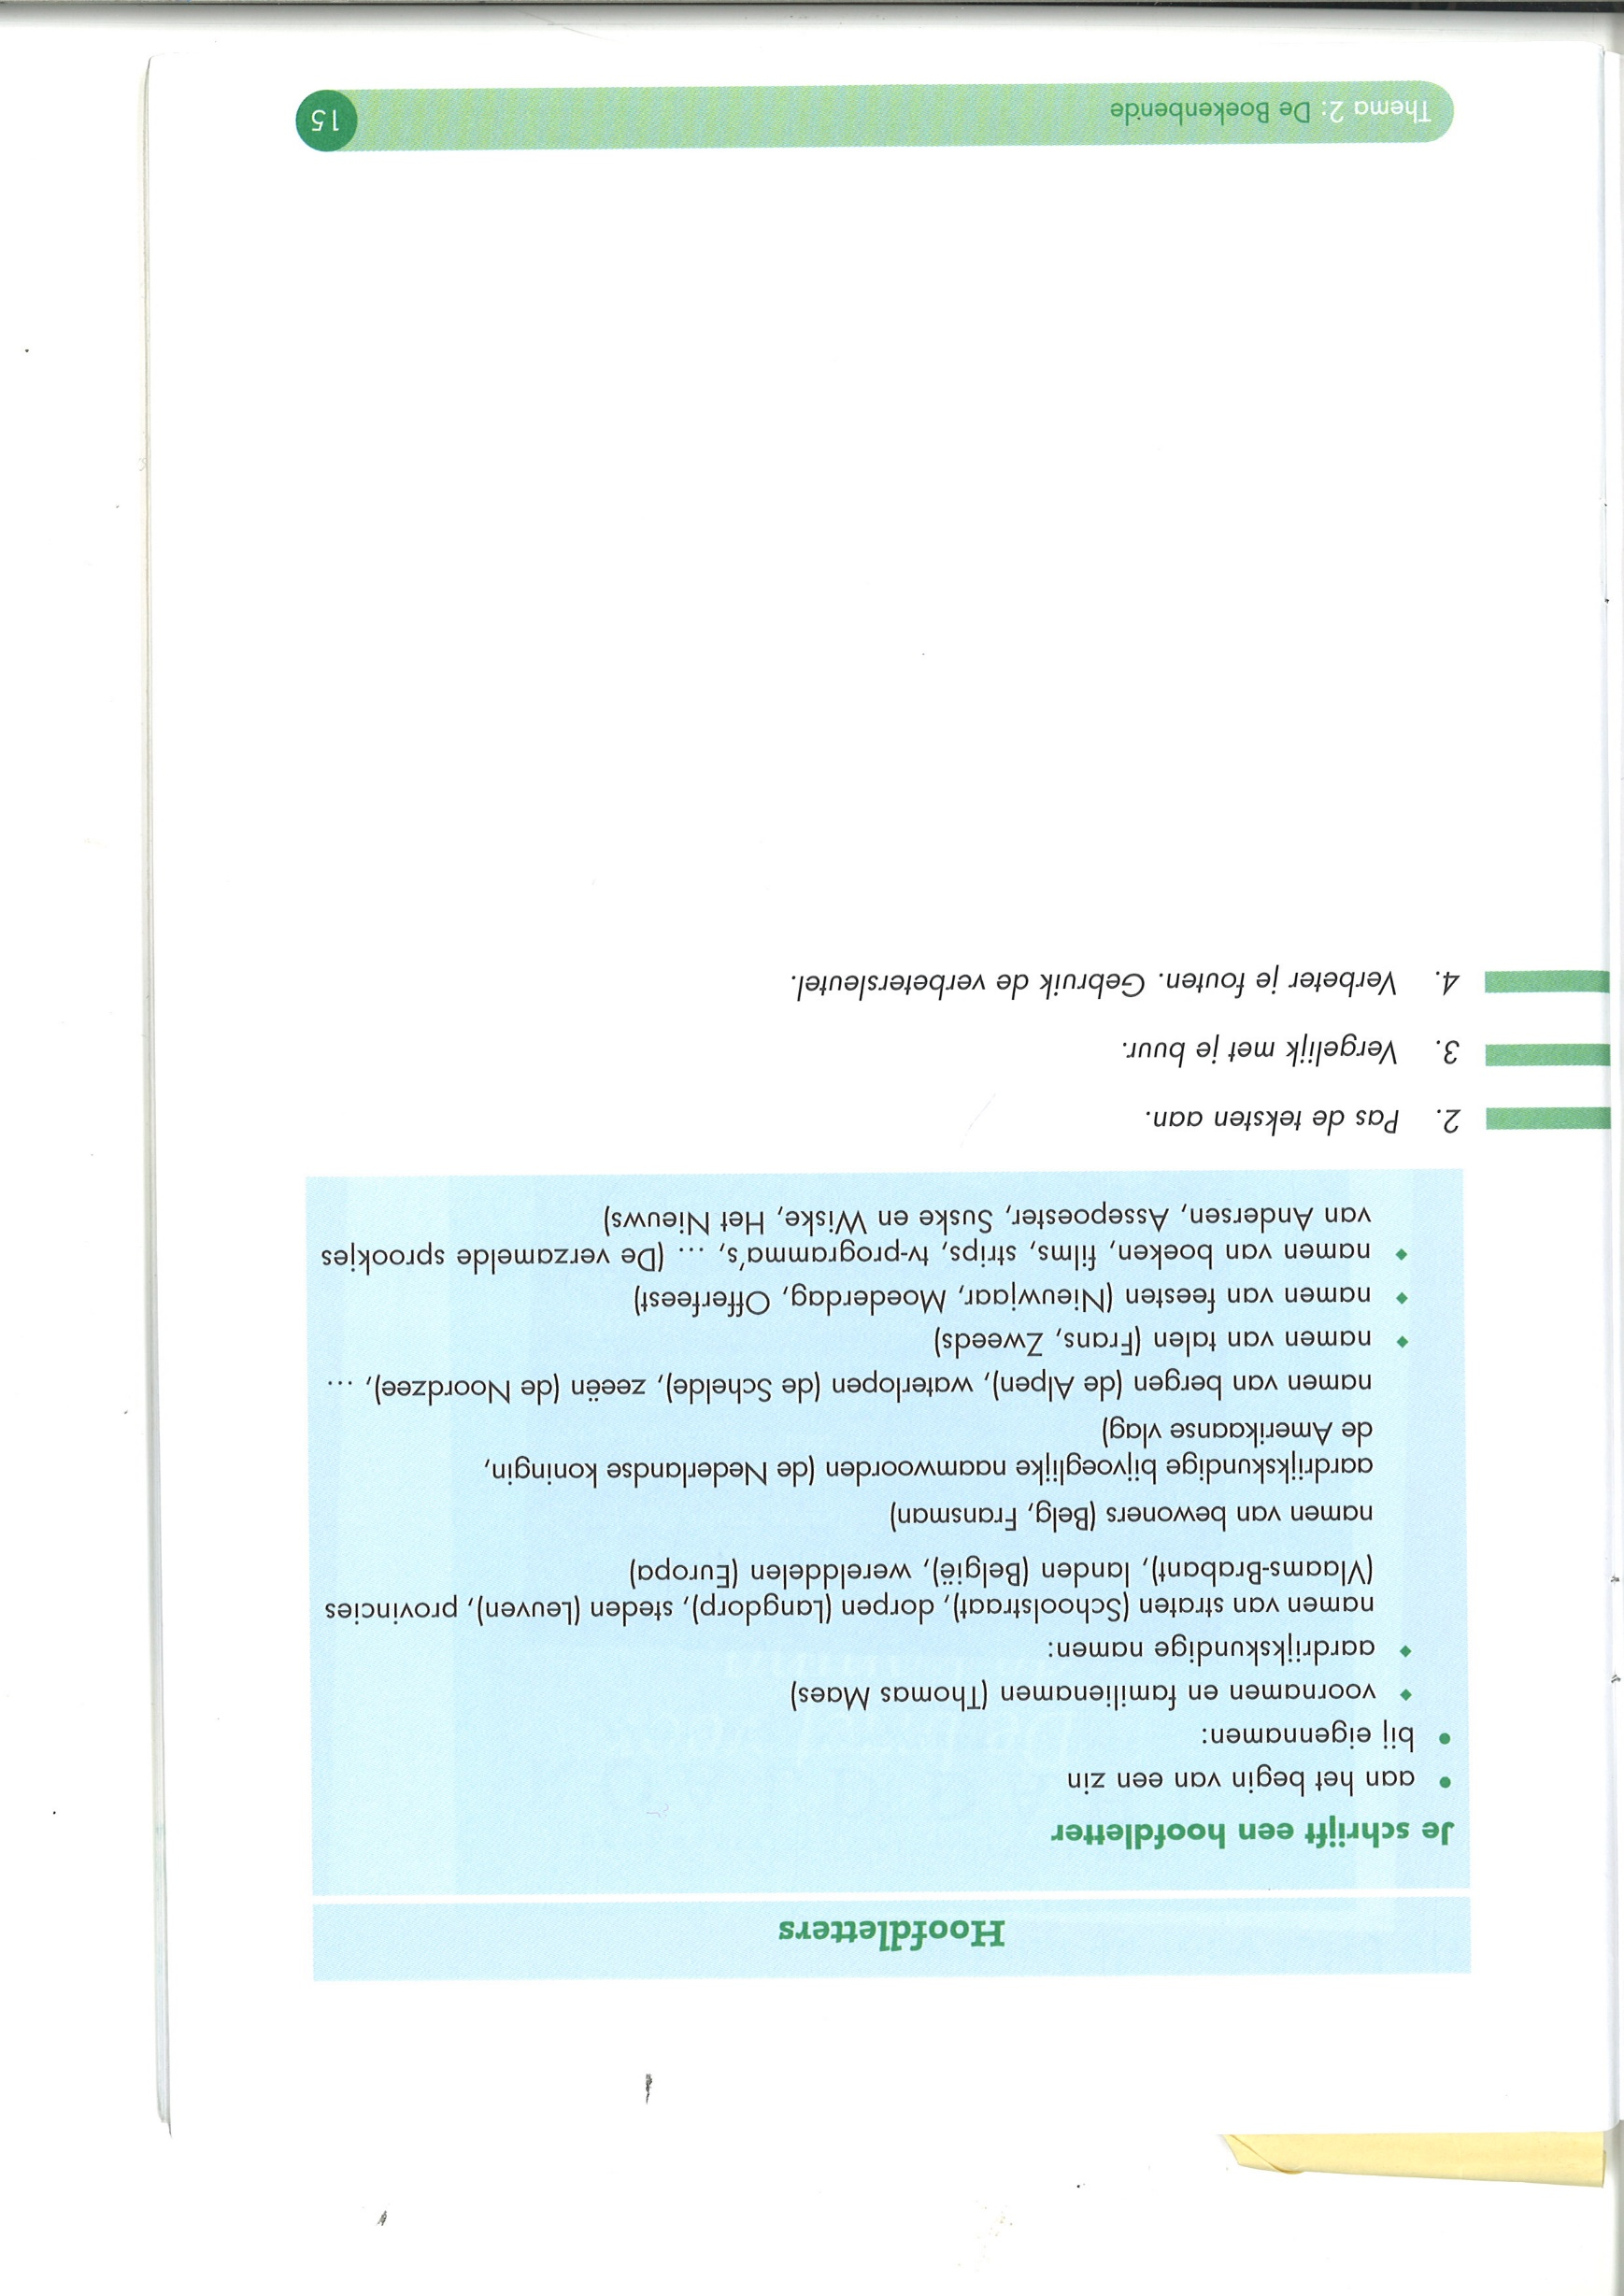 Hoofdletters
Je schrijft een hoofdletter
• aan het begin van een zin
• bij eigennamen:
◆ voornamen en familienamen (Thomas Maes)
◆ aardrijkskundige namen:
namen van straten (Schoolstraat), dorpen (Langdorp), steden (Leuven), provincies
(Vlaams-Brabant), landen (België), werelddelen (Europa)
namen van bewoners (Belg, Fransman)
aardrijkskundige bijvoeglijke naamwoorden (de Nederlandse koningin,
de Amerikaanse vlag)
namen van bergen (de Alpen), waterlopen (de Schelde), zeeën (de Noordzee), ...
◆ namen van talen (Frans, Zweeds)
◆ namen van feesten (Nieuwjaar, Moederdag, Offerfeest)
◆ namen van boeken, films, strips, tv-programma's, ... (De verzamelde sprookjes
van Andersen, Assepoester, Suske en Wiske, Het Nieuws)
2. Pas de teksten aan.
3. Vergelijk met je buur.
4. Verbeter je fouten. Gebruik de verbetersleutel.
Thema 2: De Boekenbende
15